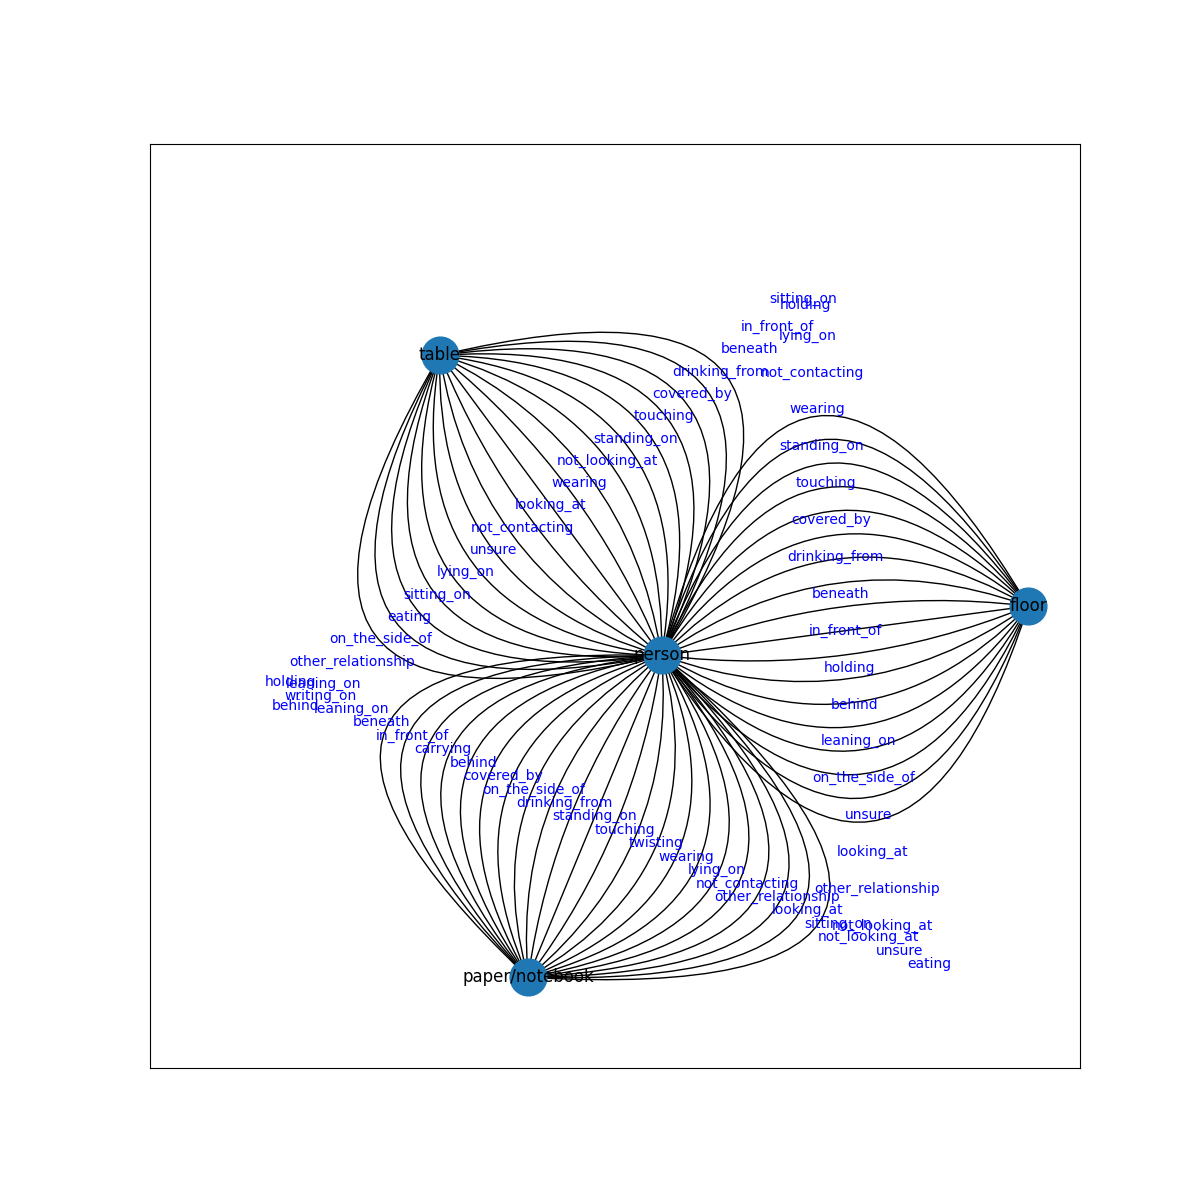 sitting_on
holding
in_front_of
lying_on
beneath
table
drinking_from
not_contacting
covered_by
wearing
touching
standing_on
standing_on
not_looking_at
wearing
touching
looking_at
covered_by
not_contacting
unsure
drinking_from
lying_on
sitting_on
beneath
floor
eating
in_front_of
on_the_side_of
person
other_relationship
holding
holding
leaning_on
writing_on
behind
leaning_on
behind
beneath
in_front_of
leaning_on
carrying
behind
covered_by
on_the_side_of
on_the_side_of
drinking_from
standing_on
unsure
touching
twisting
looking_at
wearing
lying_on
not_contacting
other_relationship
other_relationship
looking_at
sitting_on
not_looking_at
not_looking_at
unsure
eating
paper/notebook